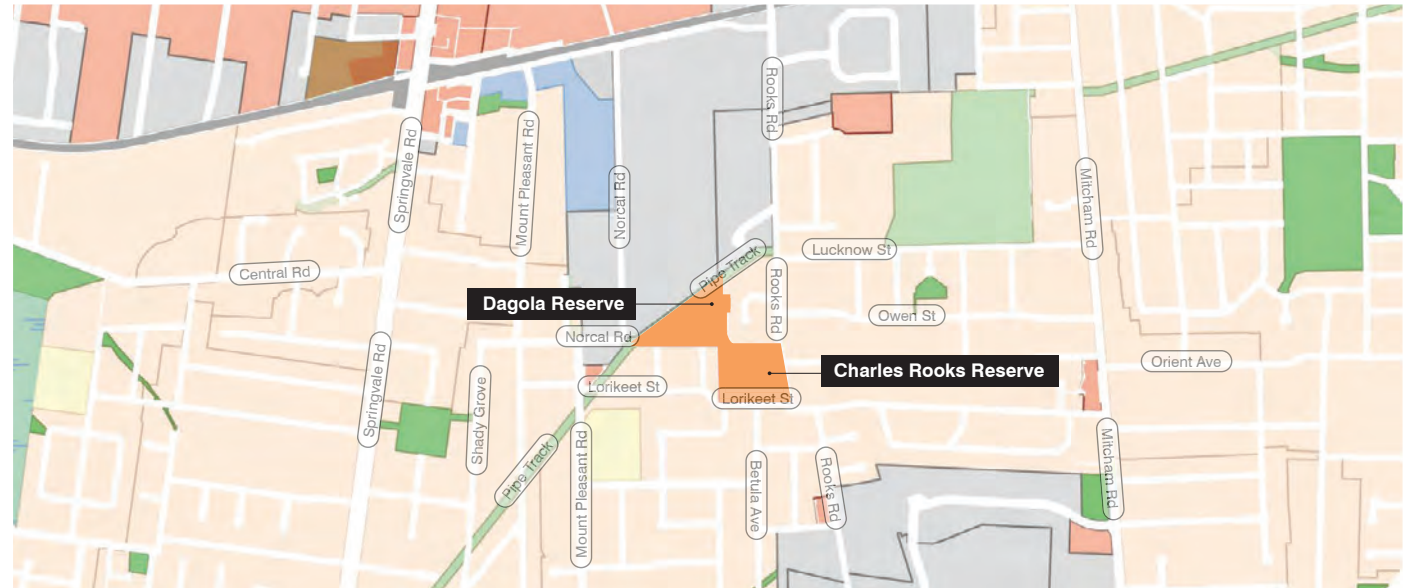 Rooks Rd
Springvale Rd
Mount Pleasant Rd
Norcal Rd
Mitcham Rd
Lucknow St
Pipe Track
Central Rd
Rooks Rd
Dagola Reserve
Owen St
Norcal Rd
Orient Ave
Charles Rooks Reserve
Springvale Rd
Lorikeet St
Lorikeet St
Shady Grove
Pipe Track
Mount Pleasant Rd
Betula Ave
Rooks Rd
Mitcham Rd